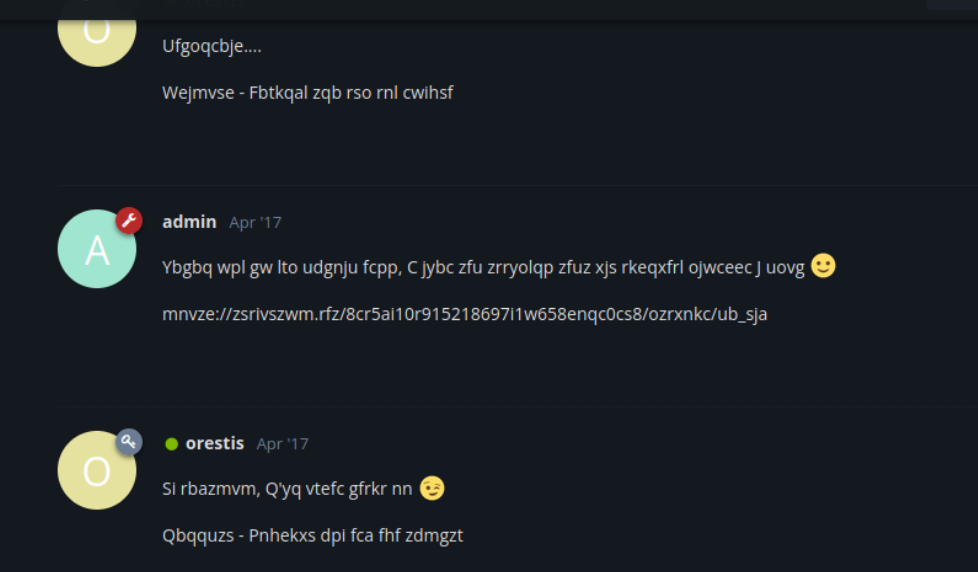 O
Ufgoqcbje....
Wejmvse - Fbtkqal zqb rso rnl cwihsf
A
admin Apr '17
Ybgbq wpl gw lto udgnju fcpp, C jybc zfu zrryolqp zfuz xjs rkeqxfrl ojwceec J uovg 🙂
mnvze://zsrivszwm.rfz/8cr5ai10r915218697i1w658enqc0cs8/ozrxnkc/ub_sja
O
orestis Apr '17
Si rbazmvm, Q'yq vtefc gfrkr nn 😉
Qbqquzs - Pnhekxs dpi fca fhf zdmgzt